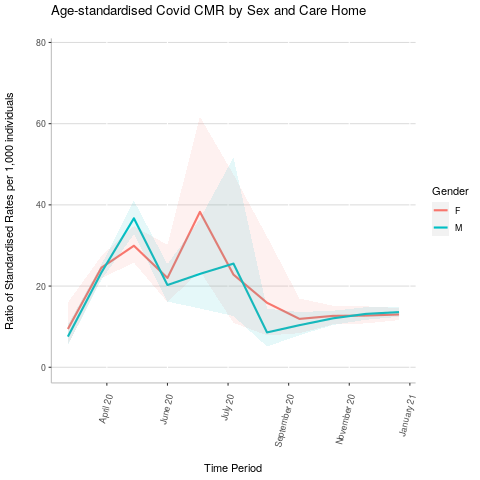 Age-standardised Covid CMR by Sex and Care Home
Ratio of Standardised Rates per 1,000 individuals
80
60
40
20
0
April 20
June 20
July 20
September 20
November 20
January 21
Time Period
Gender
F
M